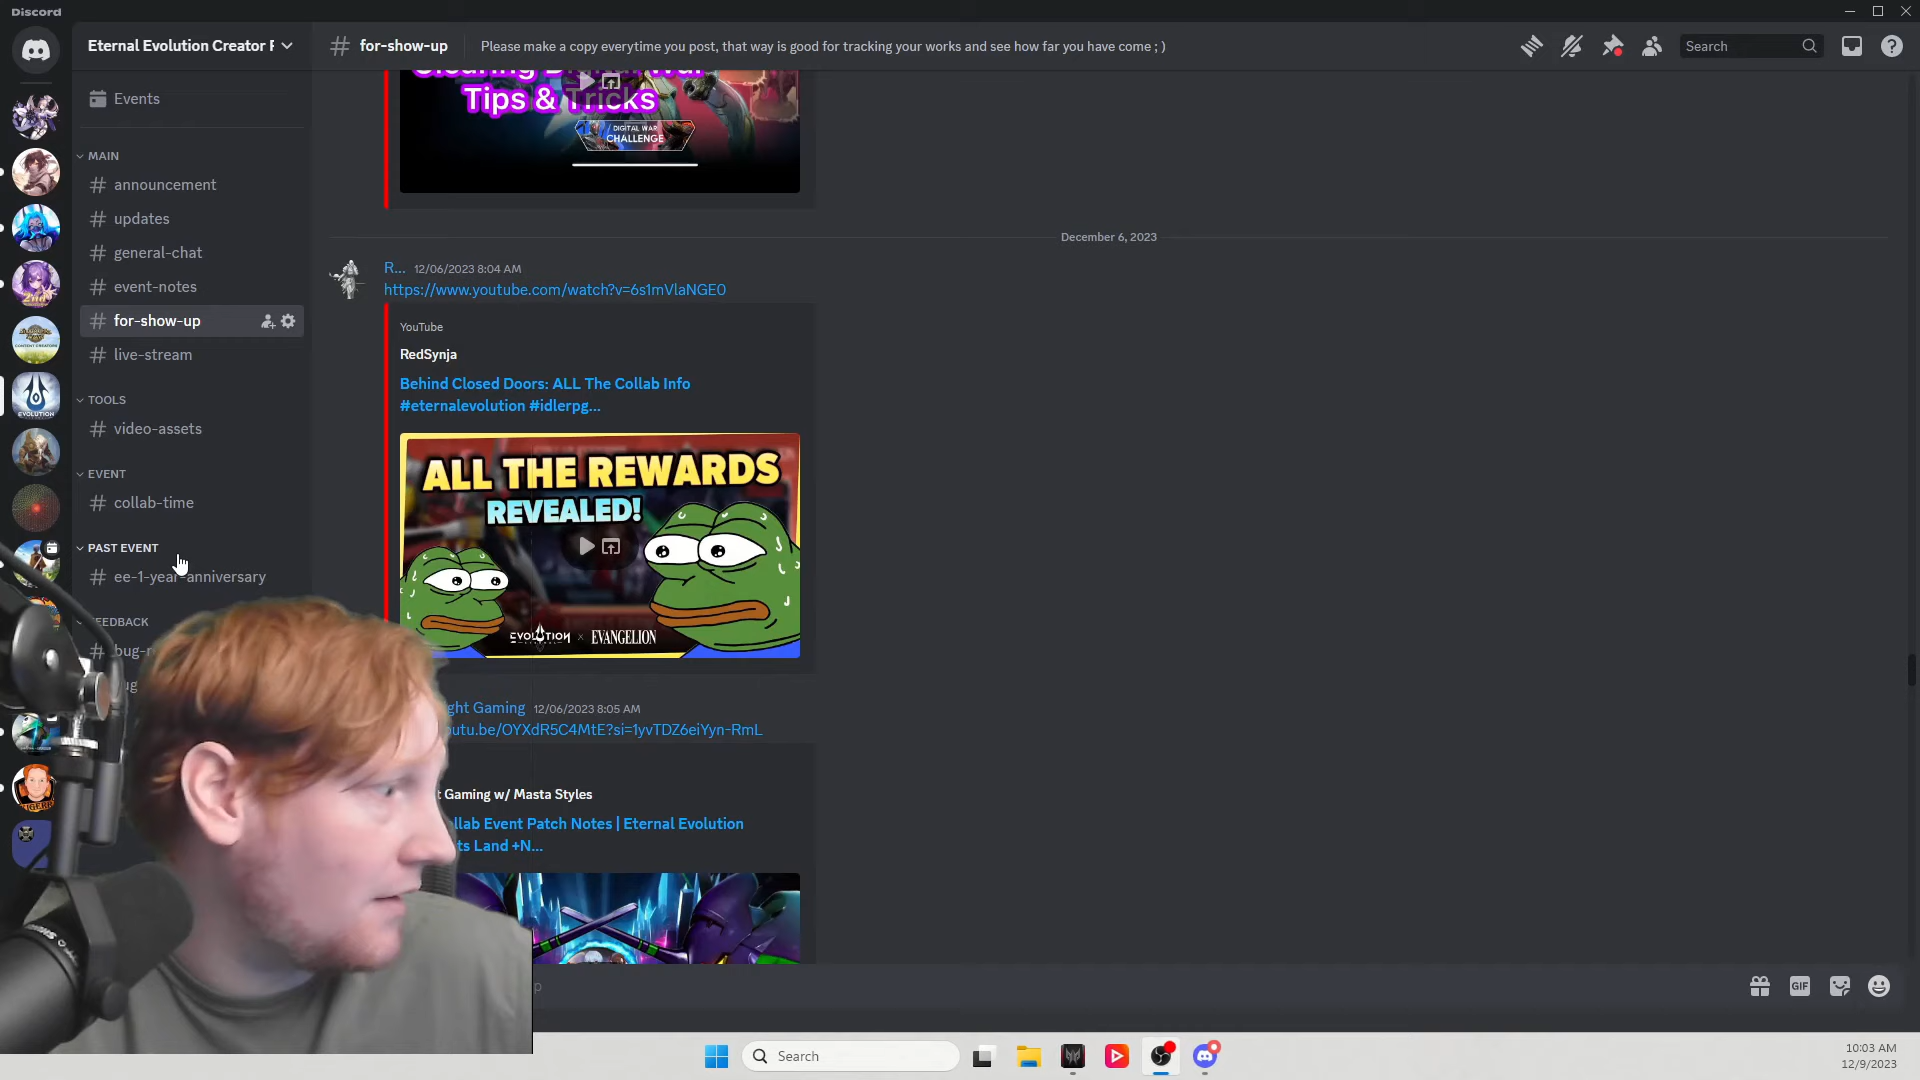 Discord
Eternal Evolution Creator F
for-show-up
Please make a copy everytime you post, that way is good for tracking your works and see how far you have come ; )
Search
Events
MAIN
announcement
updates
general-chat
event-notes
for-show-up
live-stream
TOOLS
video-assets
EVENT
collab-time
PAST EVENT
ee-1-year-anniversary
Tips & Tricks
DIGITAL WAR
CHALLENGE
December 6, 2023
R... 12/06/2023 8:04 AM
https://www.youtube.com/watch?v=6s1mVlaNGE0
YouTube
RedSynja
Behind Closed Doors: ALL The Collab Info
#eternalevolution #idlerpg...
ALL THE REWARDS
REVEALED!
EVOLUTION x EVANGELION
Gaming 12/06/2023 8:05 AM
utu.be/OYXdR5C4MtE?si=1yvTDZ6eiYyn-RmL
Gaming w/ Masta Styles
Event Patch Notes | Eternal Evolution
Land +N...
GIF
Search
10:03 AM
12/9/2023